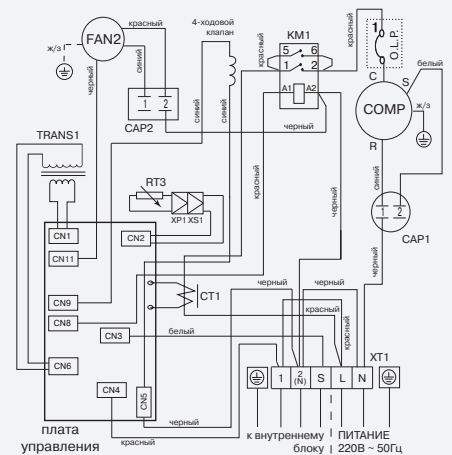 красный
4-ходовой
клапан
KM1
FAN2
ж/з
синий
черный
1 2
CAP2
красный
5 6
1 2
A1 A2
черный
1
O.L.P.
белый
C S
COMP
ж/з
R
TRANS1
синий
синий
RT3
XP1 XS1
красный
черный
синий
1 2
CAP1
черный
CN1
CN2
CN11
CN9
CN8
CN3
CN6
CN4
CN5
CT1
белый
черный
черный
красный
красный
XT1
1 2 (N) S L N
черный
красный
плата
управления
к внутреннему
блоку
ПИТАНИЕ
220В ~ 50Гц